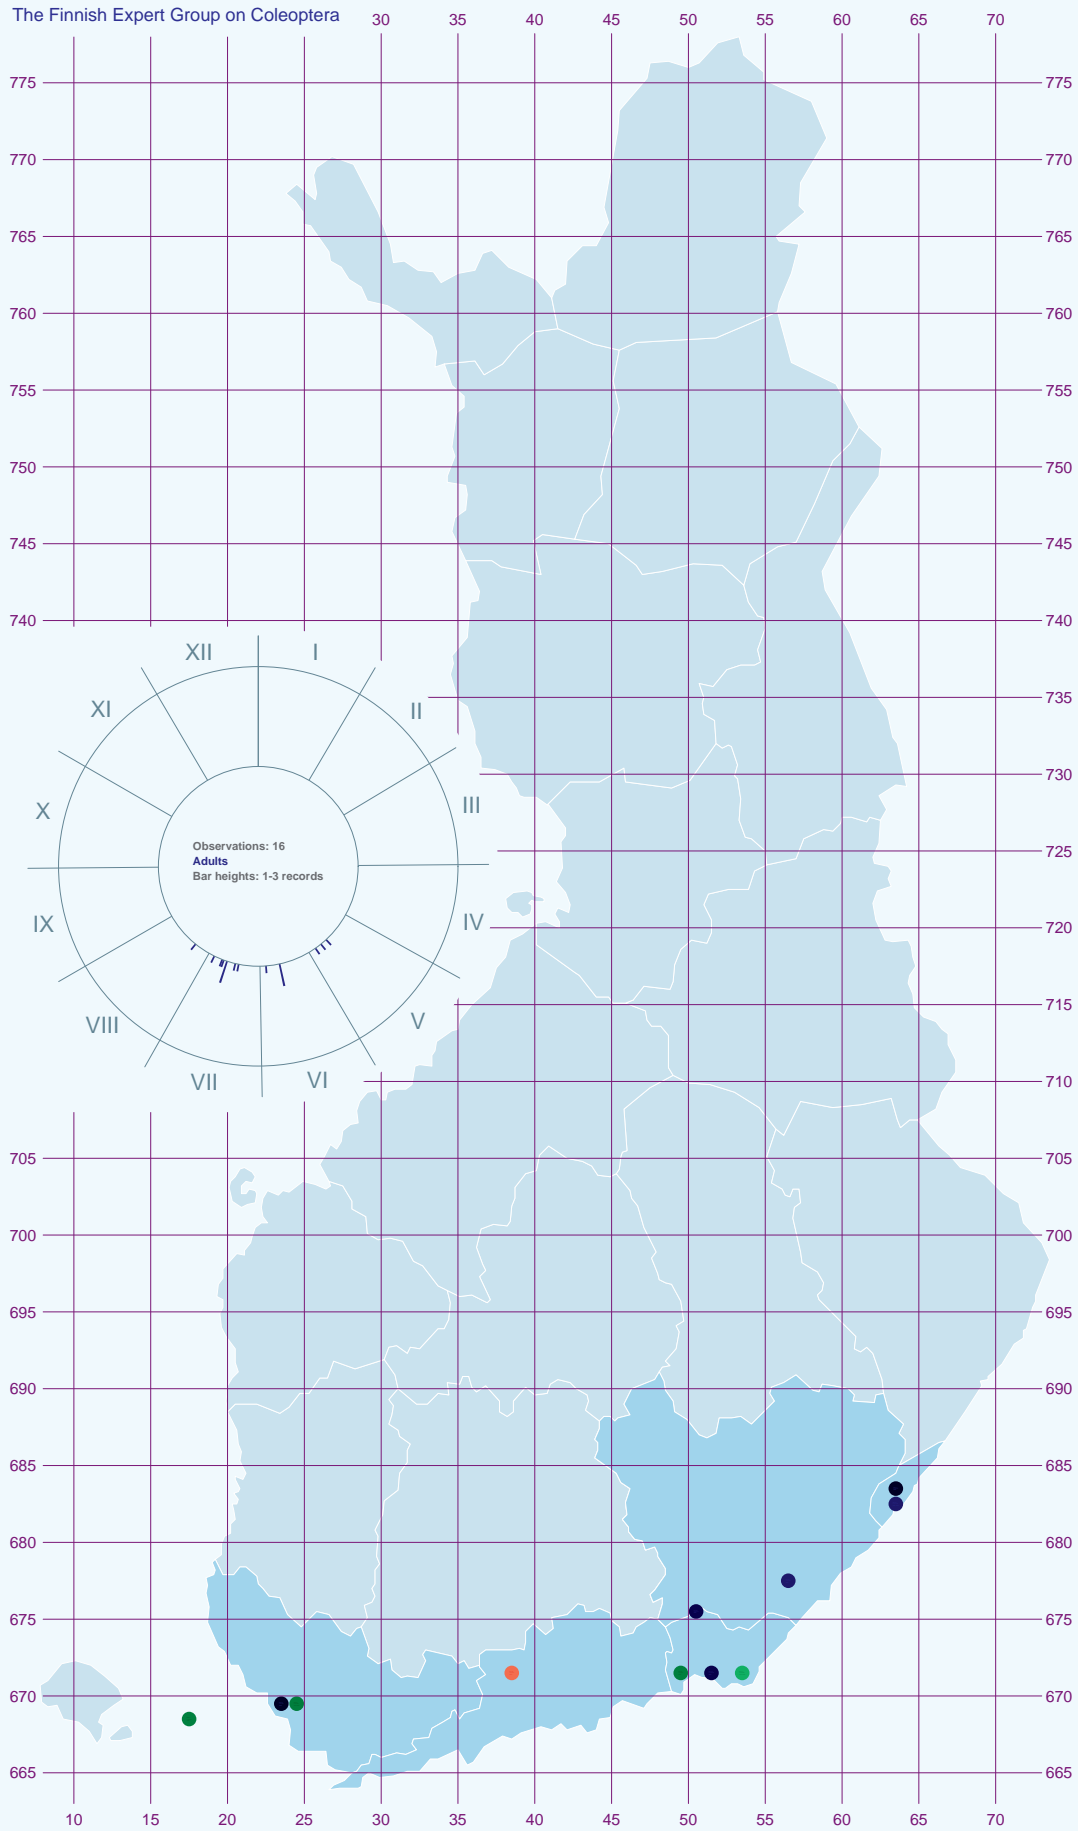 The Finnish Expert Group on Coleoptera
30 35 40 45 50 55 60 65 70
775 775
770 770
765 765
760 760
755 755
750 750
745 745
740 740
XII I
XI II
735
730
X III
725
Observations: 16
Adults
Bar heights: 1-3 records
IX IV
720
715
VIII V
VII VI
710
705 705
700 700
695 695
690 690
685 685
680 680
675 675
670 670
665 665
10 15 20 25 30 35 40 45 50 55 60 65 70